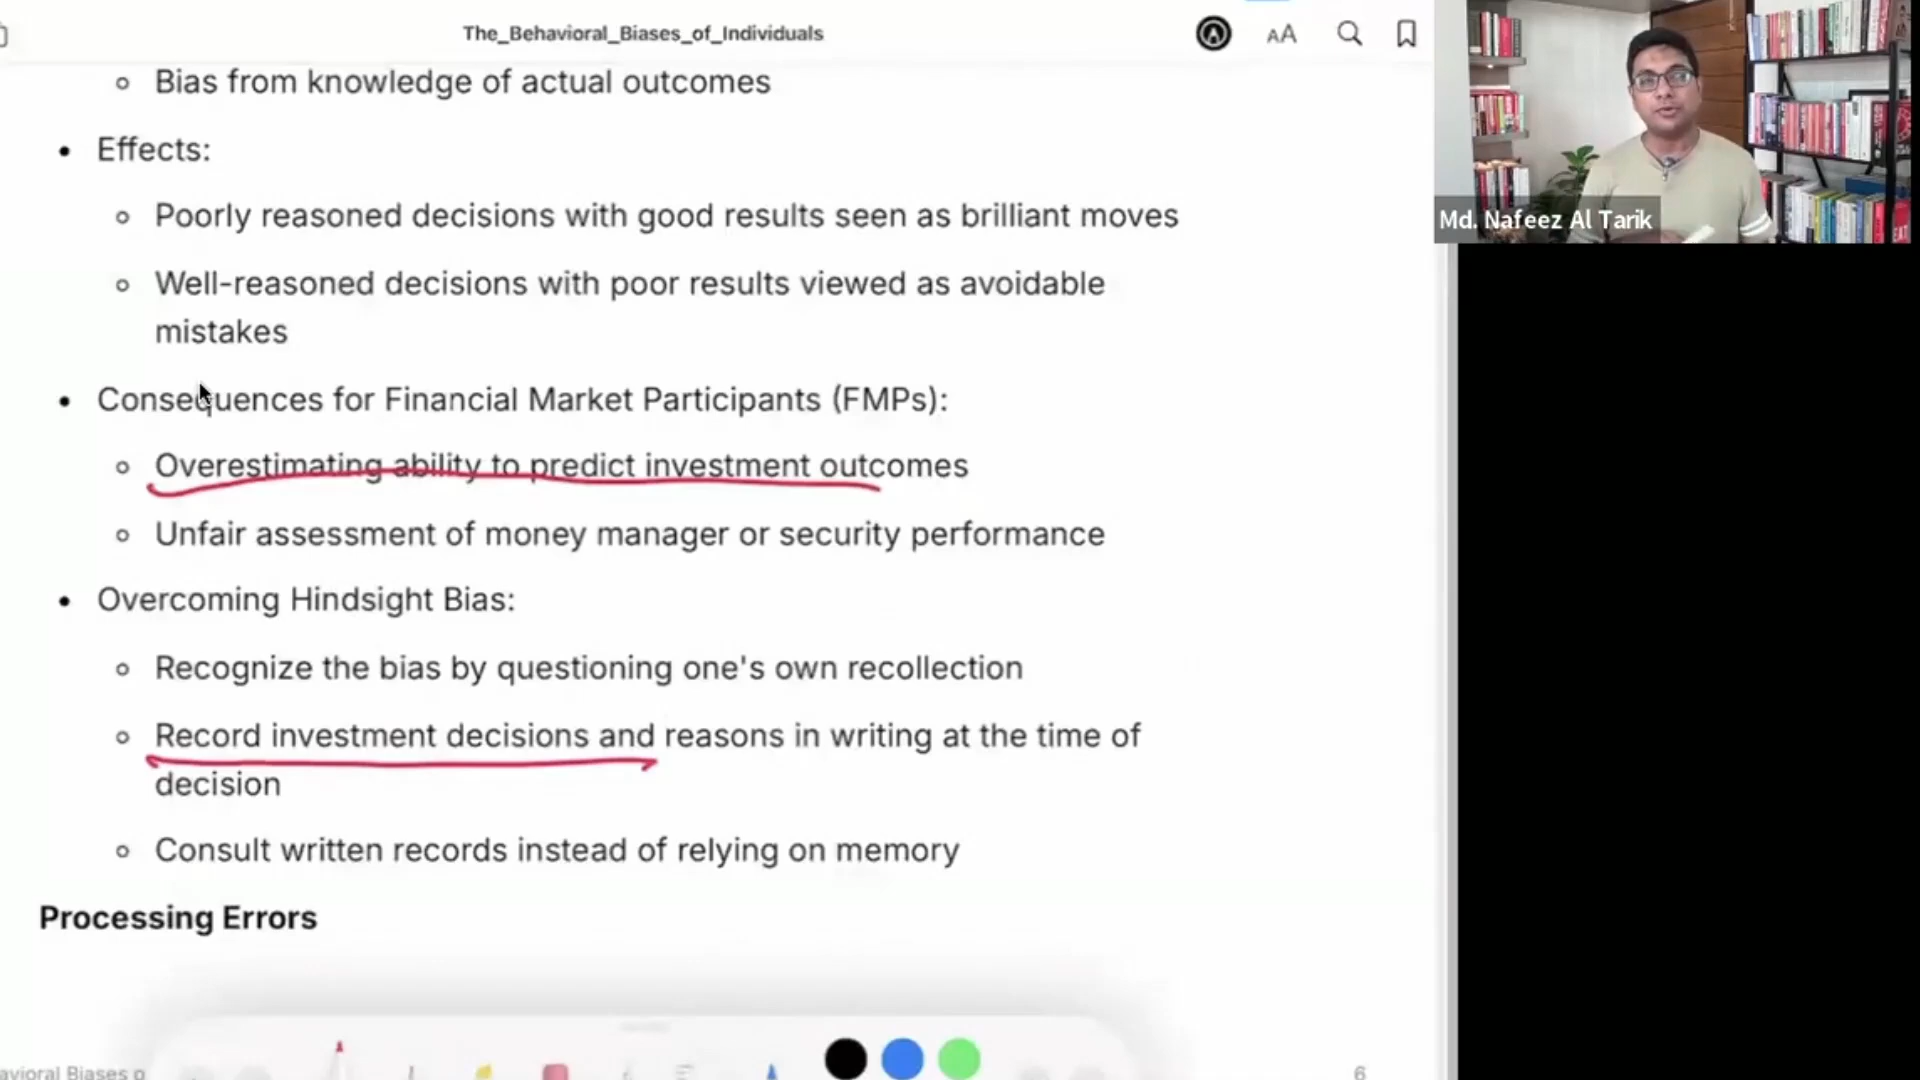 The_Behavioral_Biases_of_Individuals
AA
Bias from knowledge of actual outcomes
Effects:
Poorly reasoned decisions with good results seen as brilliant moves
Well-reasoned decisions with poor results viewed as avoidable
mistakes
Consequences for Financial Market Participants (FMPs):
Overestimating ability to predict investment outcomes
Unfair assessment of money manager or security performance
Overcoming Hindsight Bias:
Recognize the bias by questioning one's own recollection
Record investment decisions and reasons in writing at the time of
decision
Consult written records instead of relying on memory
Processing Errors
avioral Biases o
6
Md. Nafeez Al Tarik